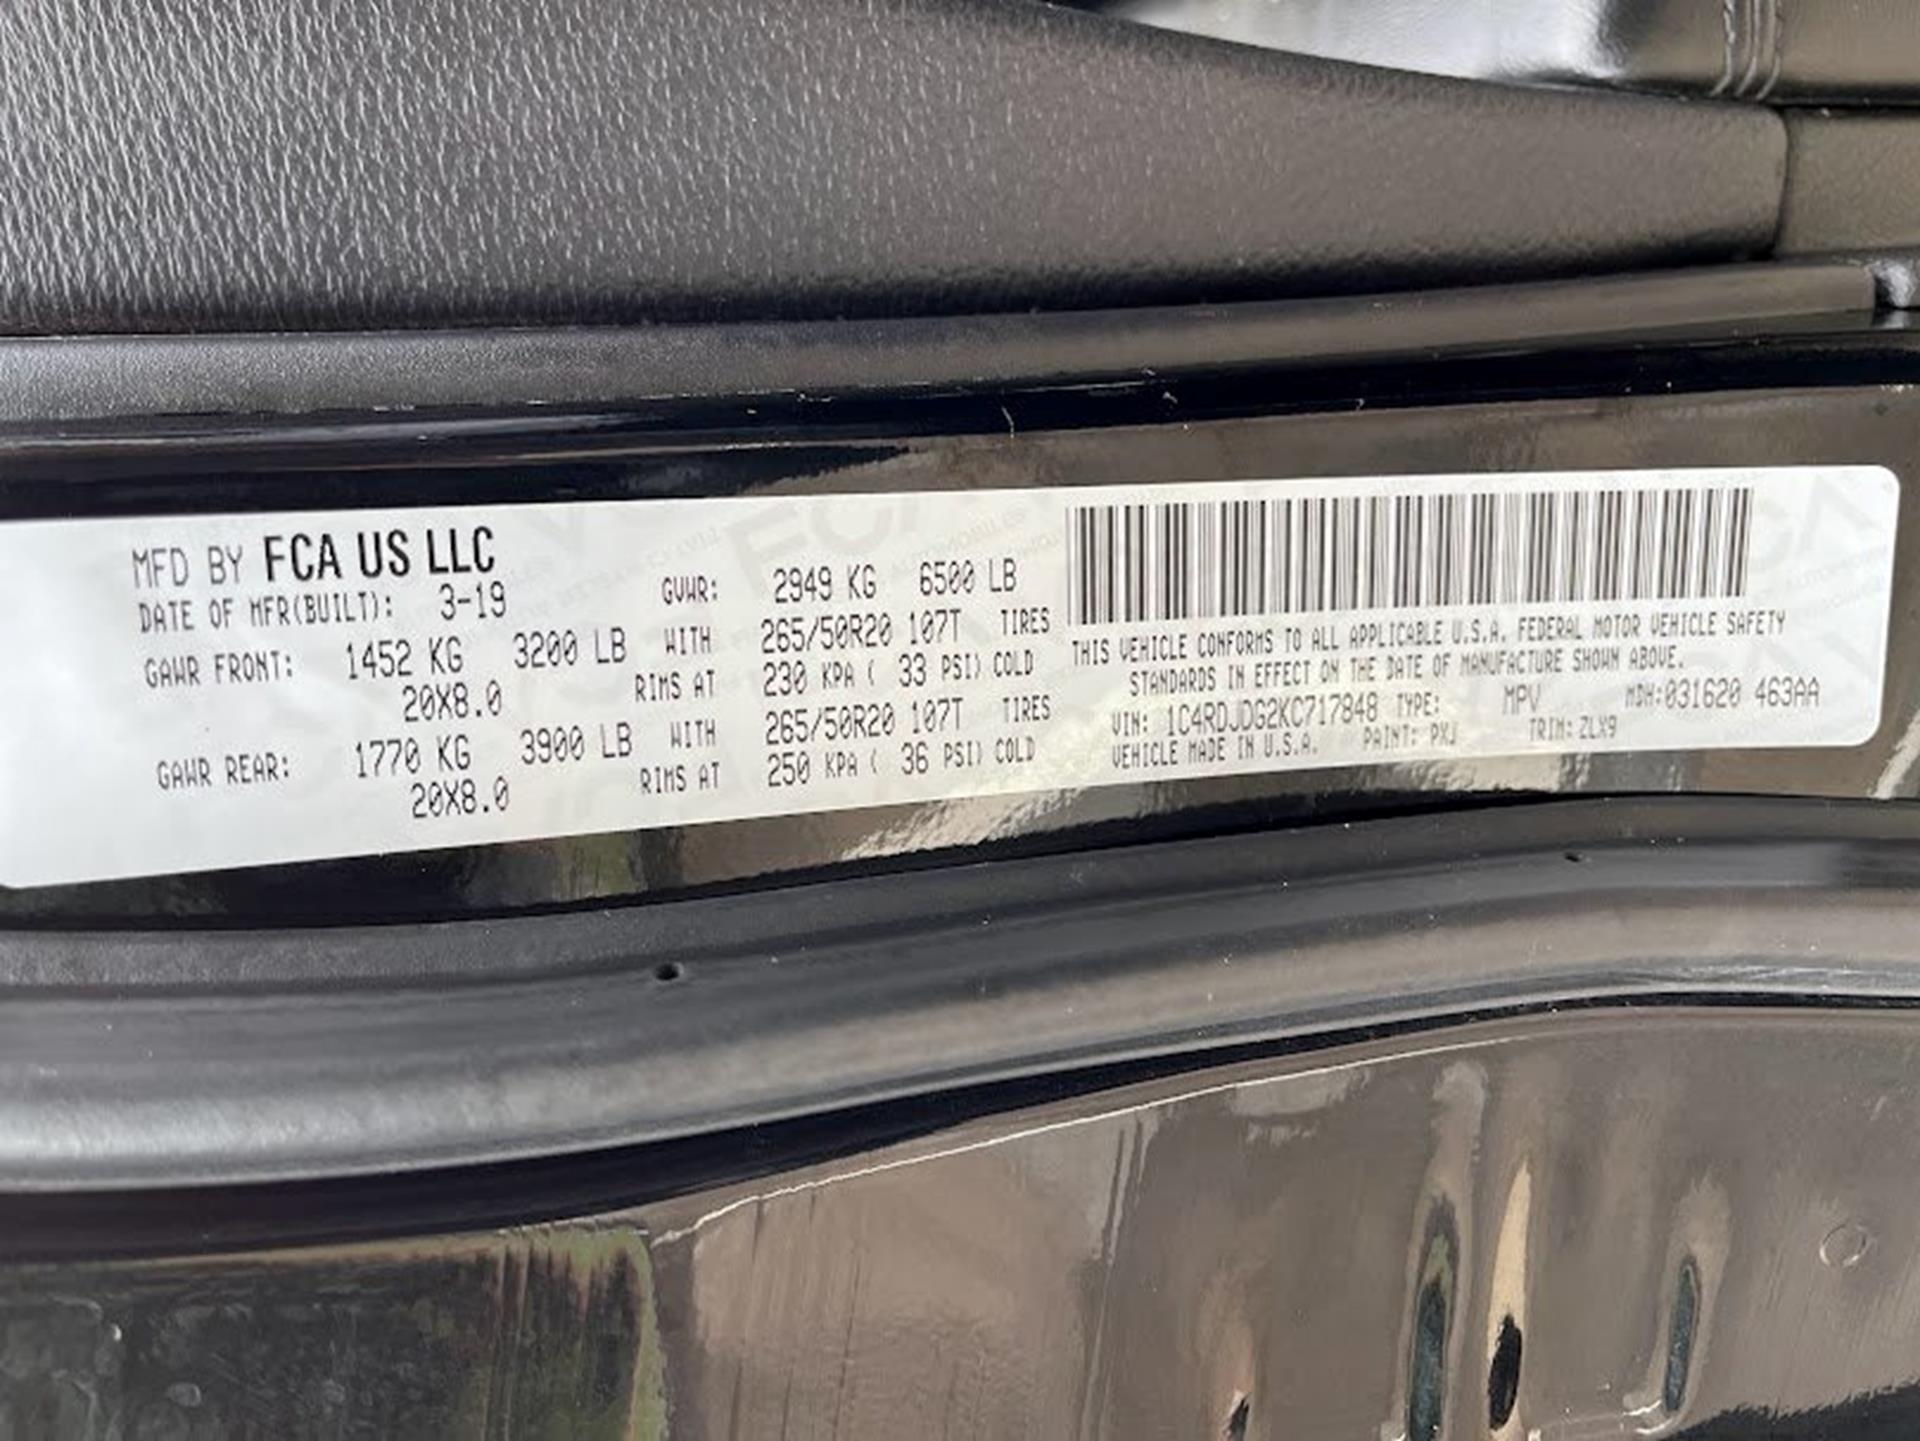 MFD BY FCA US LLC
DATE OF MFR(BUILT): 3-19 GVWR: 2949 KG 6500 LB
GAWR FRONT: 1452 KG 3200 LB WITH 265/50R20 107T TIRES
20X8.0 RIMS AT 230 KPA ( 33 PSI) COLD
GAWR REAR: 1770 KG 3900 LB WITH 265/50R20 107T TIRES
20X8.0 RIMS AT 250 KPA ( 36 PSI) COLD
THIS VEHICLE CONFORMS TO ALL APPLICABLE U.S.A. FEDERAL MOTOR VEHICLE SAFETY
STANDARDS IN EFFECT ON THE DATE OF MANUFACTURE SHOWN ABOVE.
VIN: 1C4RDJDG2KC717848 TYPE: MPV MDH:031620 463AA
VEHICLE MADE IN U.S.A. PAINT: PXJ TRIM: ZLX9